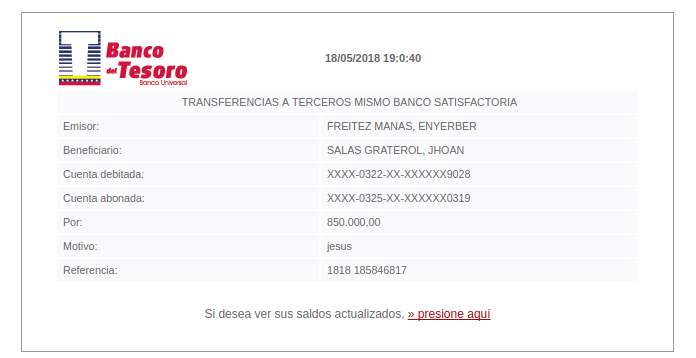 Banco
del Tesoro
Banco Universal
18/05/2018 19:0:40
TRANSFERENCIAS A TERCEROS MISMO BANCO SATISFACTORIA
Emisor: FREITEZ MANAS, ENYERBER
Beneficiario: SALAS GRATEROL, JHOAN
Cuenta debitada: XXXX-0322-XX-XXXXXX9028
Cuenta abonada: XXXX-0325-XX-XXXXXX0319
Por: 850.000,00
Motivo: jesus
Referencia: 1818 185846817
Si desea ver sus saldos actualizados, » presione aquí